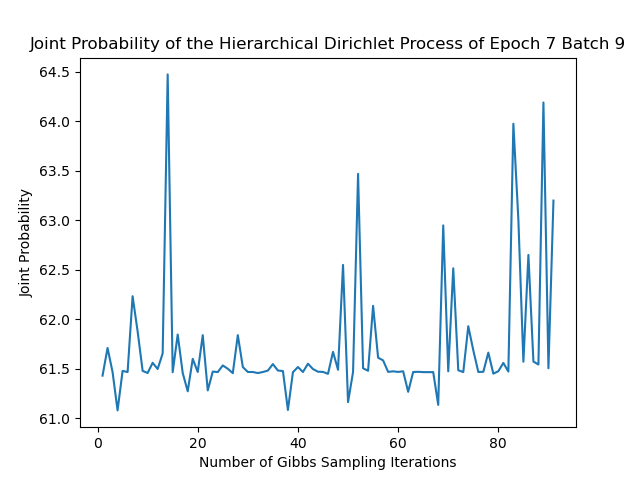 Joint Probability of the Hierarchical Dirichlet Process of Epoch 7 Batch 9
64.5
64.0
63.5
63.0
62.5
62.0
61.5
61.0
Joint Probability
0 20 40 60 80
Number of Gibbs Sampling Iterations